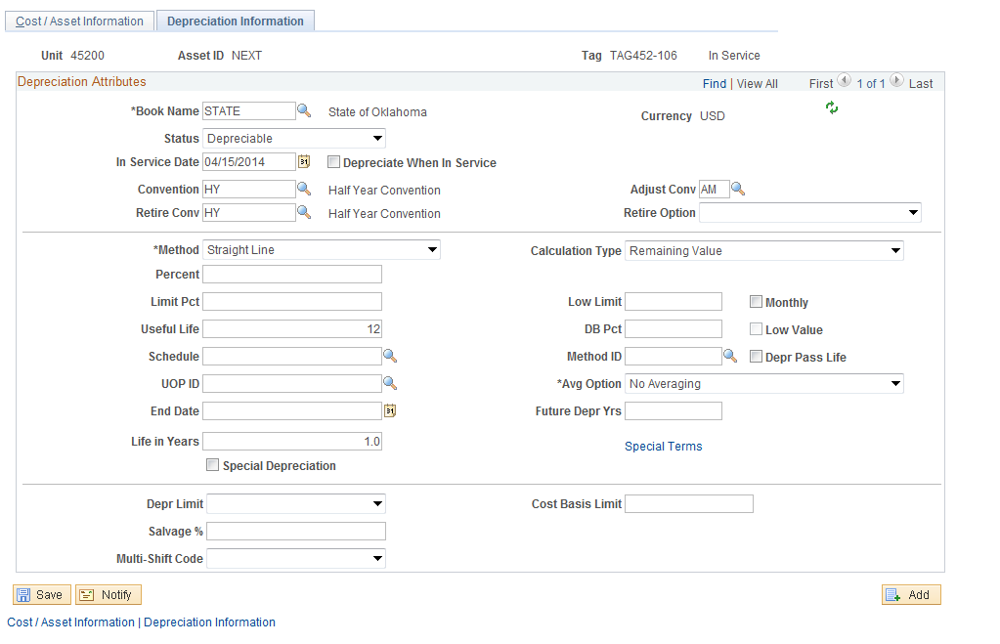 Cost / Asset Information Depreciation Information
Unit 45200 Asset ID NEXT Tag TAG452-106 In Service
Depreciation Attributes Find | View All First 1 of 1 Last
*Book Name STATE State of Oklahoma Currency USD
Status Depreciable
In Service Date 04/15/2014 31 Depreciate When In Service
Convention HY Half Year Convention Adjust Conv AM
Retire Conv HY Half Year Convention Retire Option
*Method Straight Line Calculation Type Remaining Value
Percent
Limit Pct Low Limit Monthly
Useful Life 12 DB Pct Low Value
Schedule Method ID Depr Pass Life
UOP ID *Avg Option No Averaging
End Date 31 Future Depr Yrs
Life in Years 1.0 Special Terms
Special Depreciation
Depr Limit Cost Basis Limit
Salvage %
Multi-Shift Code
Save Notify Add
Cost / Asset Information | Depreciation Information